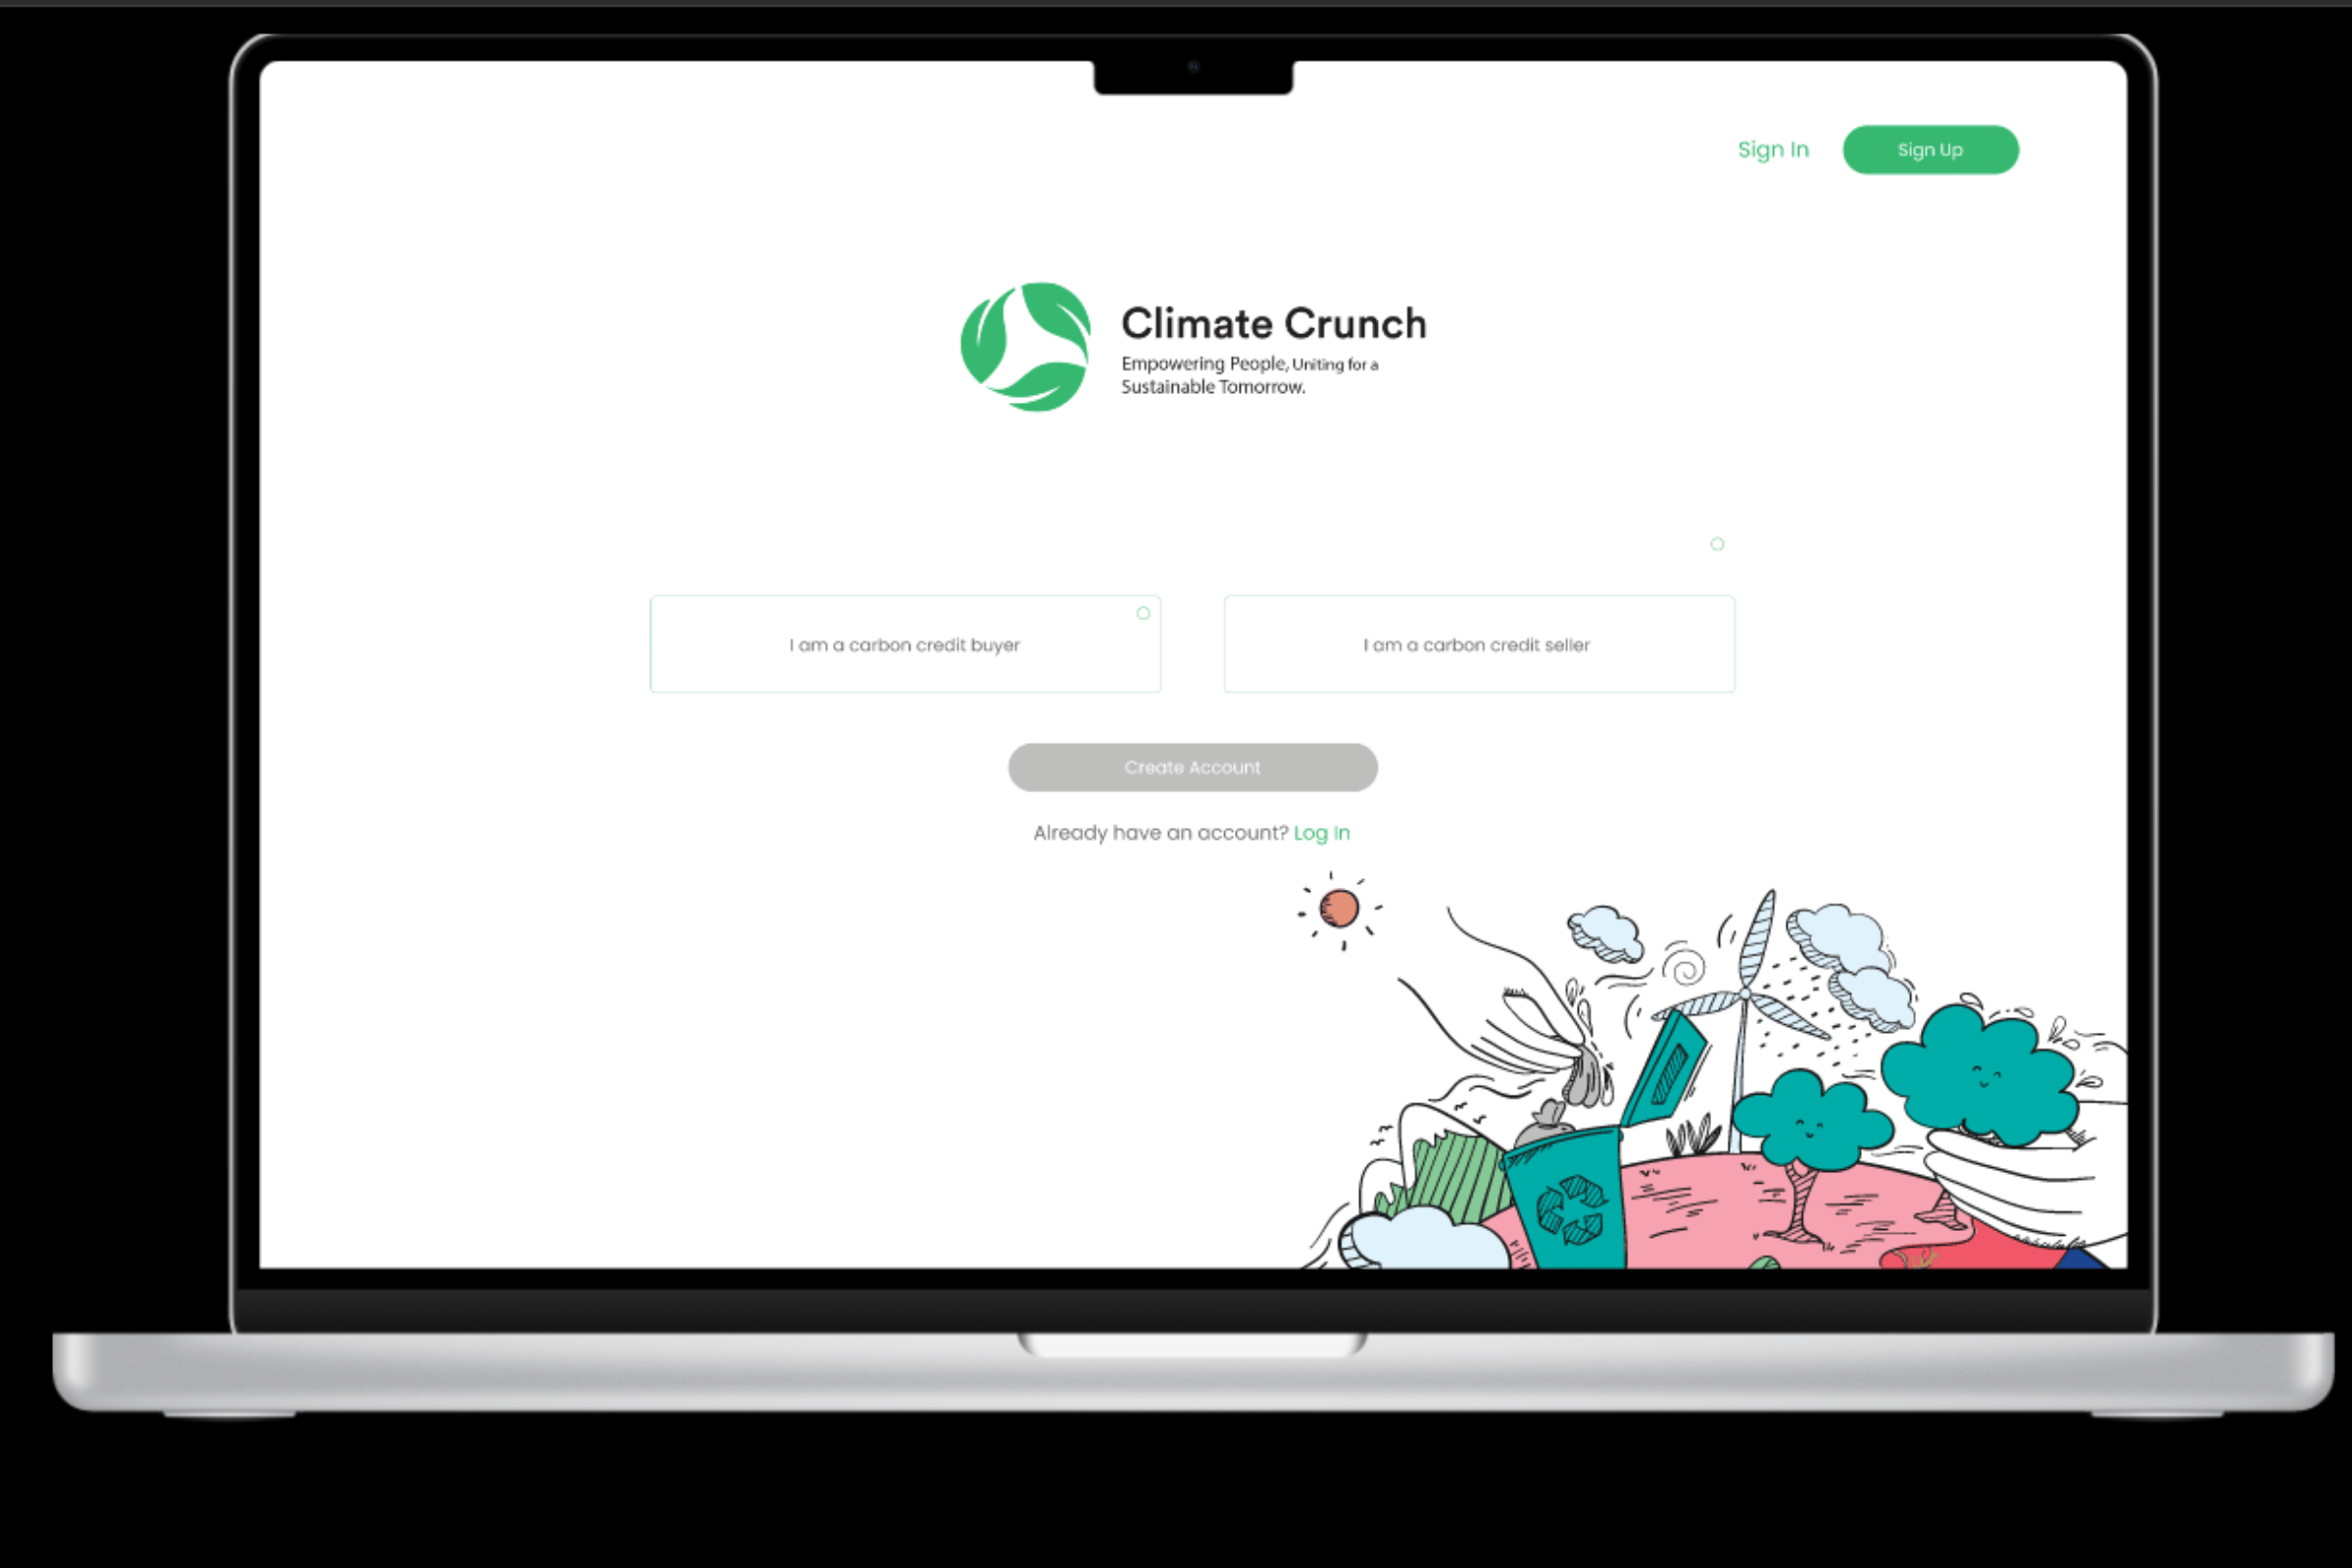 Sign In
Sign Up
Climate Crunch
Empowering People, Uniting for a
Sustainable Tomorrow.
I am a carbon credit buyer
I am a carbon credit seller
Create Account
Already have an account? Log In